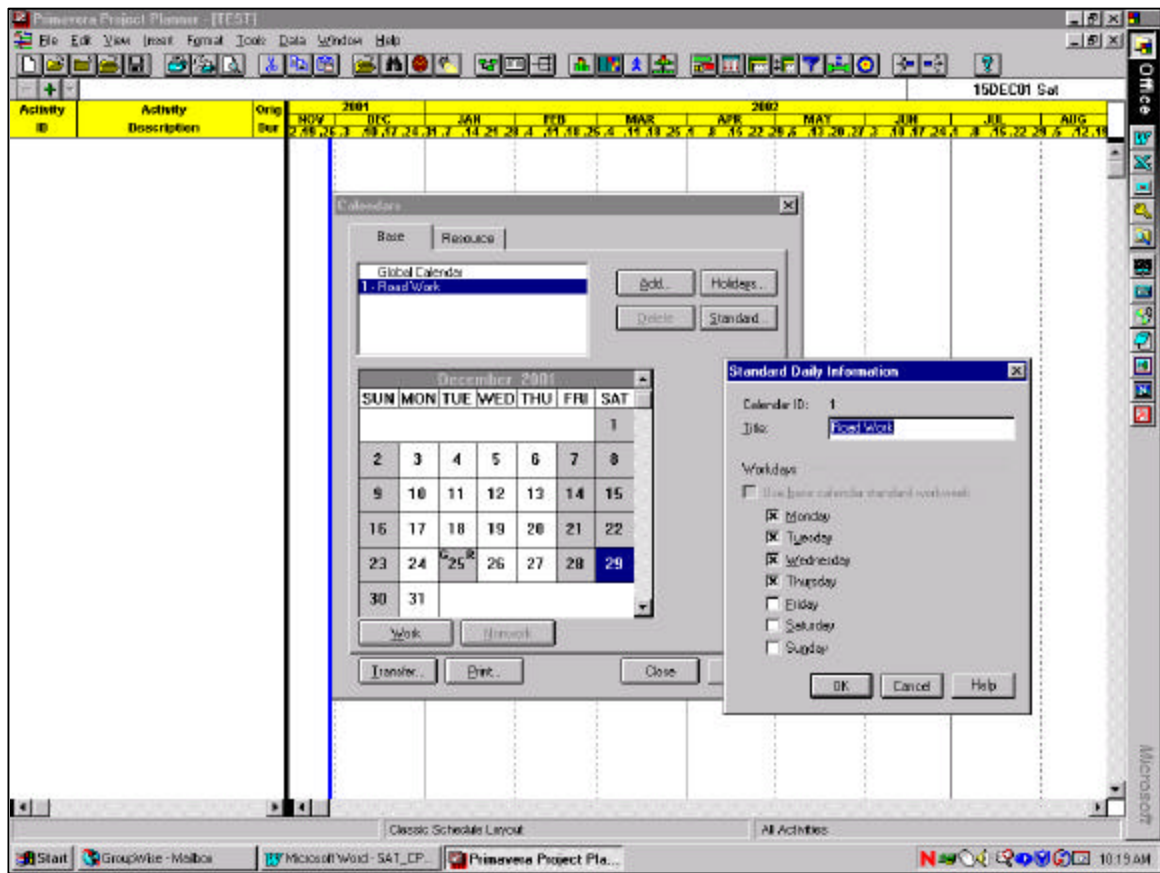 Primavera Project Planner - [TEST]
File Edit View Insert Format Tools Data Window Help
15DEC01 Sat
Activity ID
Activity Description
Orig Dur
2001 2002
NOV DEC JAN FEB MAR APR MAY JUN JUL AUG
Calendars
Base Resource
Global Calendar
1 - Road Work
Add... Holidays...
Delete Standard...
December 2001
SUN MON TUE WED THU FRI SAT
1
2 3 4 5 6 7 8
9 10 11 12 13 14 15
16 17 18 19 20 21 22
23 24 G25R 26 27 28 29
30 31
Work Nonwork
Transfer... Print... Close
Standard Daily Information
Calendar ID: 1
Title: Road Work
Workdays
Use base calendar standard workweek
Monday
Tuesday
Wednesday
Thursday
Friday
Saturday
Sunday
OK Cancel Help
Office
Microsoft
Classic Schedule Layout All Activities
Start GroupWise - Mailbox Microsoft Word - SAT_CP... Primavera Project Pla... 10:19 AM